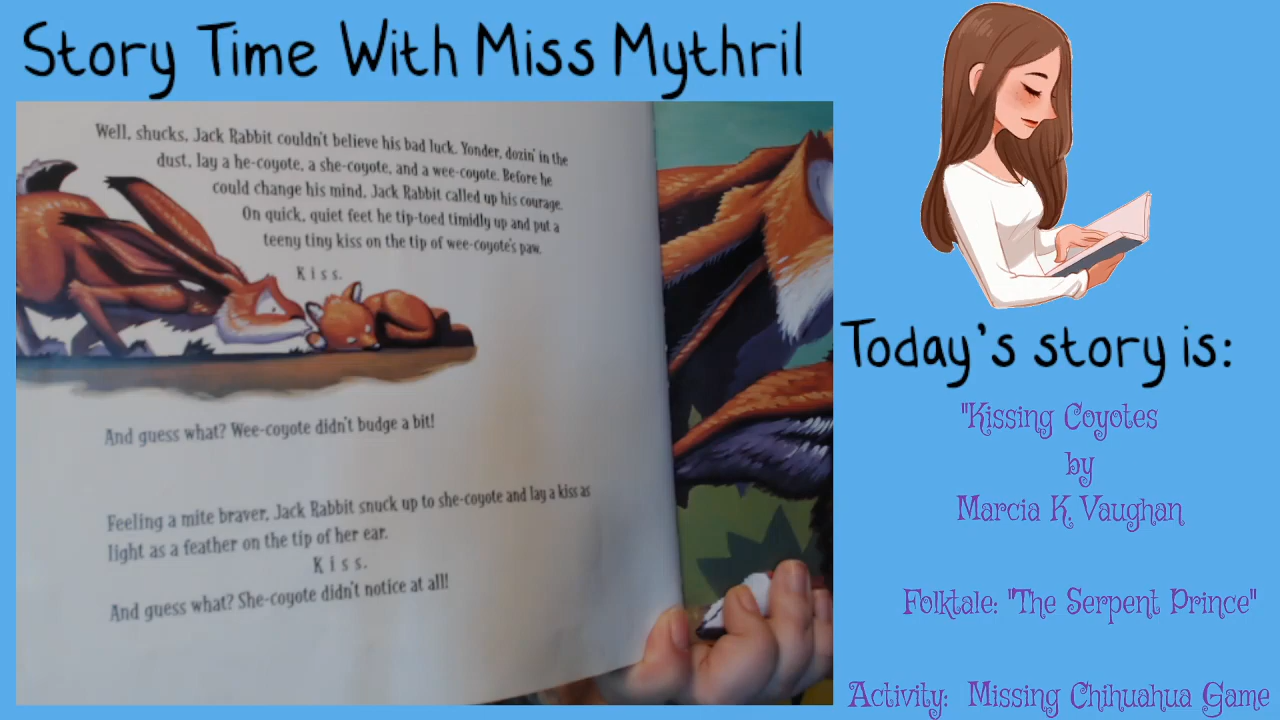 Story Time With Miss Mythril
Well, shucks, Jack Rabbit couldn't believe his bad luck. Yonder, dozin' in the
dust, lay a he-coyote, a she-coyote, and a wee-coyote. Before he
could change his mind, Jack Rabbit called up his courage.
On quick, quiet feet he tip-toed timidly up and put a
teeny tiny kiss on the tip of wee-coyote's paw.
Kiss.
And guess what? Wee-coyote didn't budge a bit!
Feeling a mite braver, Jack Rabbit snuck up to she-coyote and lay a kiss as
light as a feather on the tip of her ear.
Kiss.
And guess what? She-coyote didn't notice at all!
Today's story is:
"Kissing Coyotes
by
Marcia K Vaughan
Folktale: "The Serpent Prince"
Activity: Missing Chihuahua Game